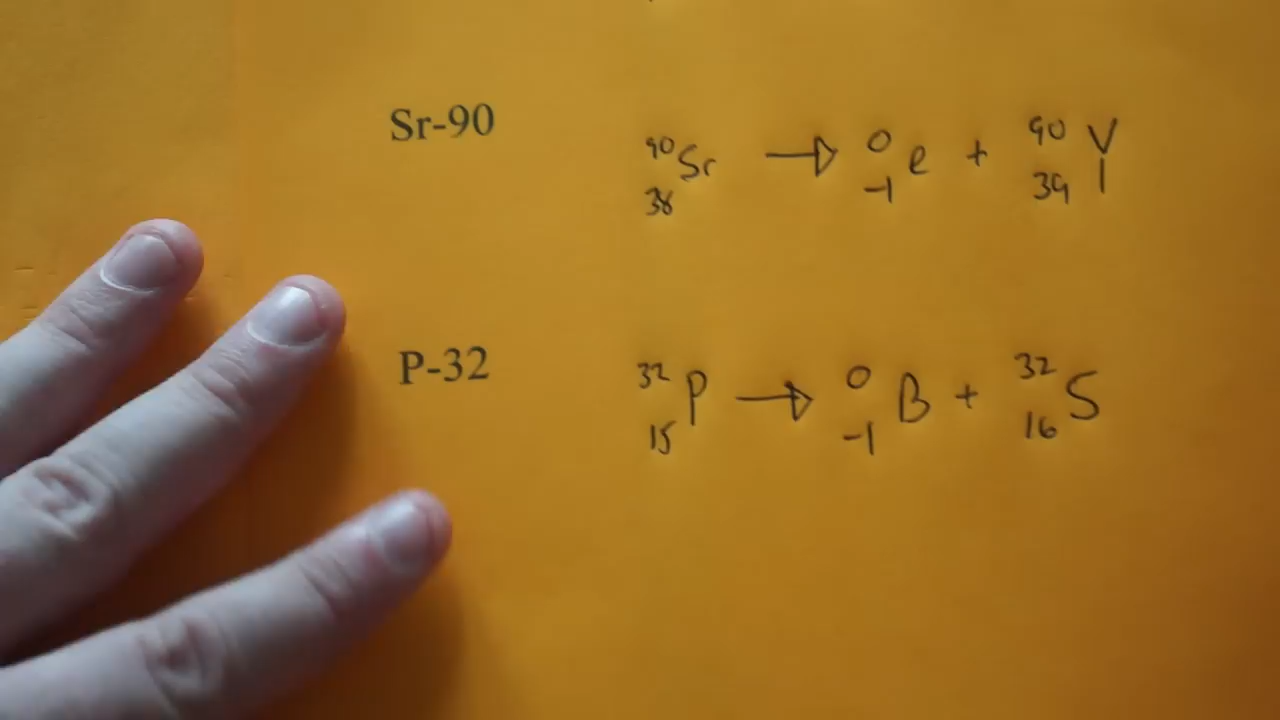 Sr-90
90 Sr 38 → 0 e -1 + 90 Y 39
P-32
32 P 15 → 0 B -1 + 32 S 16